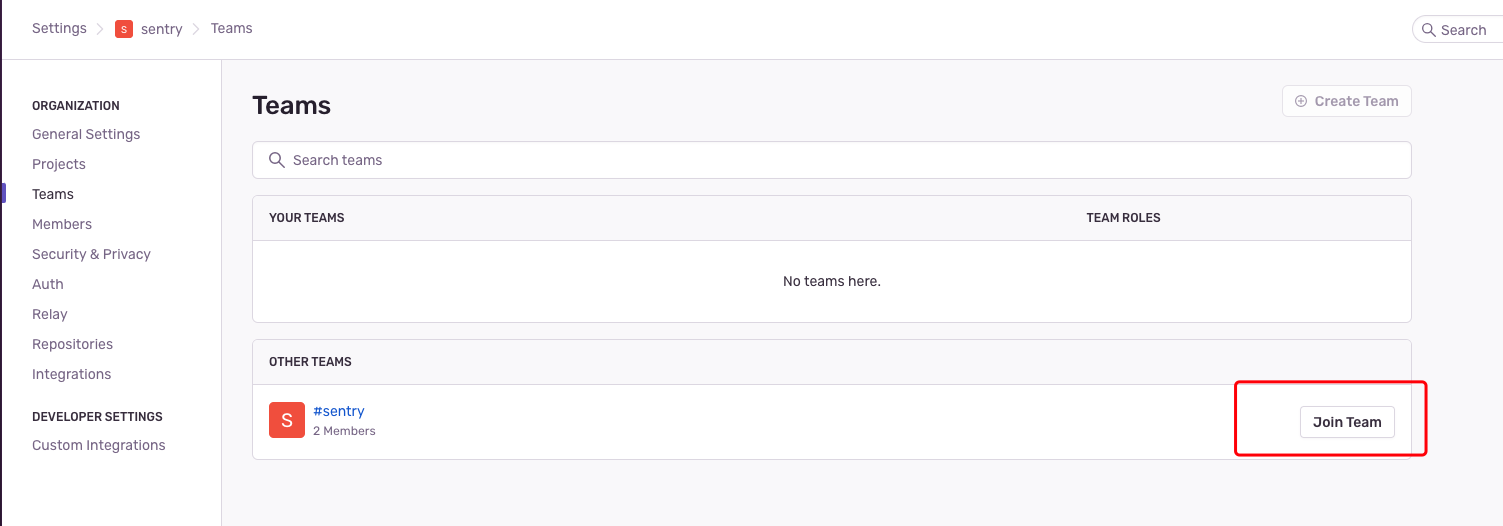 Settings
S sentry
Teams
Search
ORGANIZATION
General Settings
Projects
Teams
Members
Security & Privacy
Auth
Relay
Repositories
Integrations
DEVELOPER SETTINGS
Custom Integrations
Teams
Create Team
Search teams
YOUR TEAMS
TEAM ROLES
No teams here.
OTHER TEAMS
S
#sentry
2 Members
Join Team